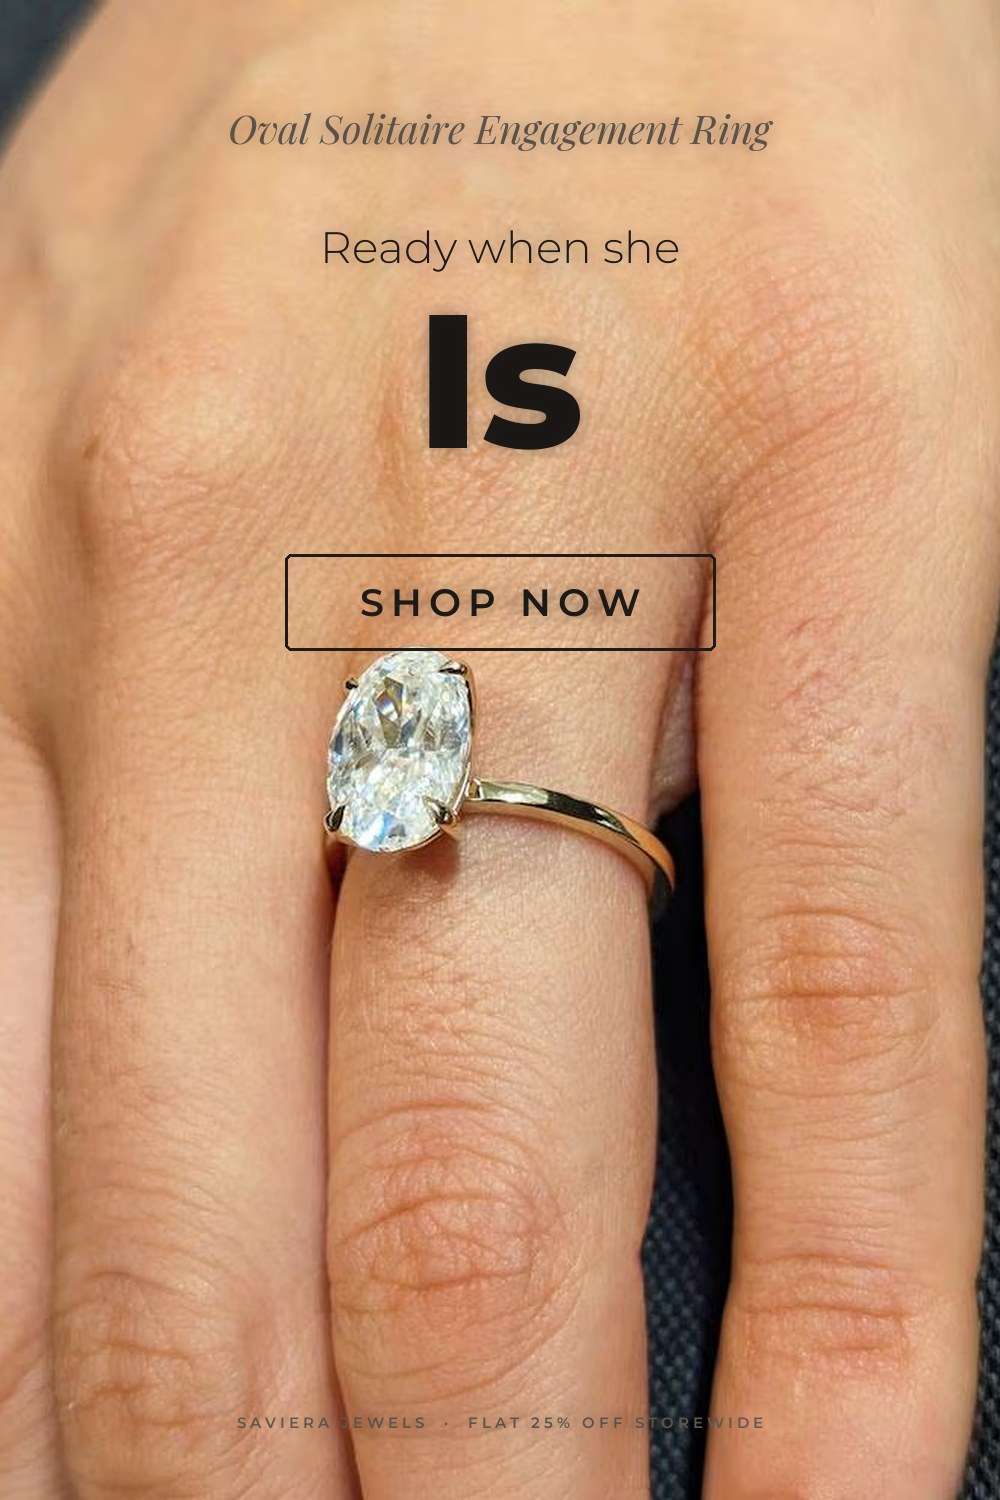 Oval Solitaire Engagement Ring
Ready when she
Is
SHOP NOW
SAVIERA JEWELS · FLAT 25% OFF STOREWIDE